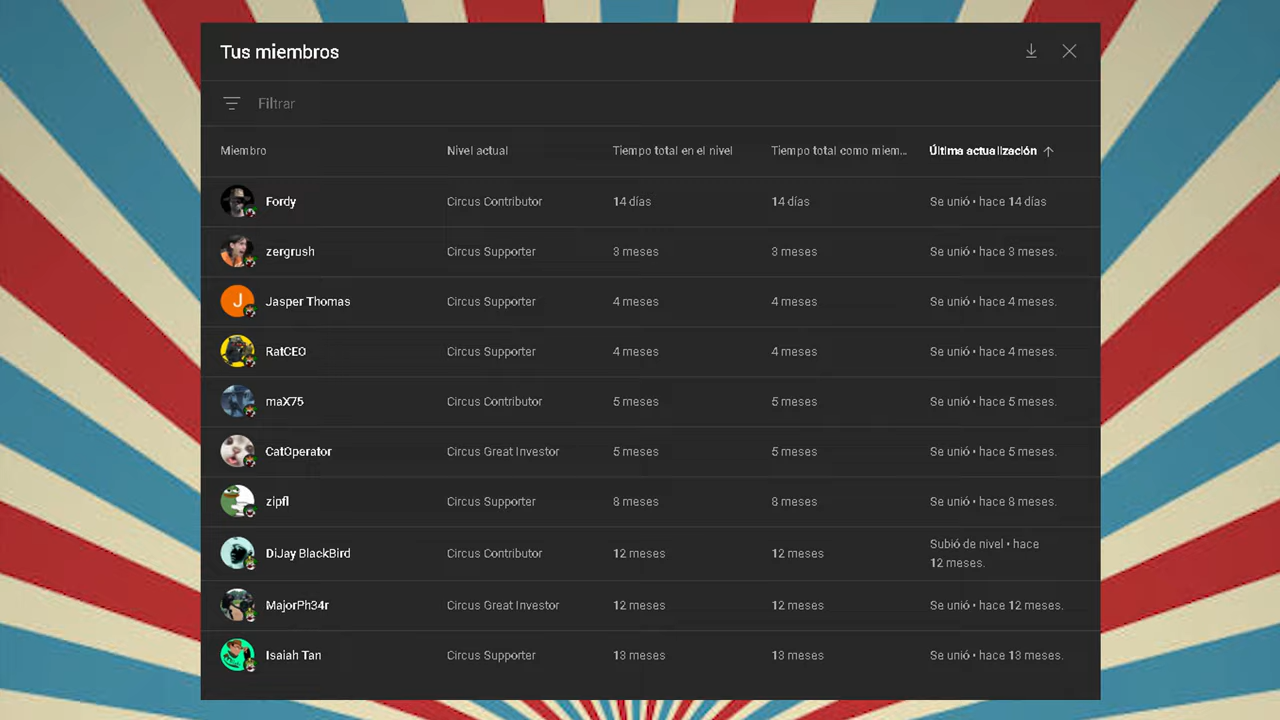 Tus miembros
Filtrar
Miembro Nivel actual Tiempo total en el nivel Tiempo total como miem... Última actualización
Fordy Circus Contributor 14 días 14 días Se unió • hace 14 días
zergrush Circus Supporter 3 meses 3 meses Se unió • hace 3 meses.
J Jasper Thomas Circus Supporter 4 meses 4 meses Se unió • hace 4 meses.
RatCEO Circus Supporter 4 meses 4 meses Se unió • hace 4 meses.
maX75 Circus Contributor 5 meses 5 meses Se unió • hace 5 meses.
CatOperator Circus Great Investor 5 meses 5 meses Se unió • hace 5 meses.
zipfl Circus Supporter 8 meses 8 meses Se unió • hace 8 meses.
DiJay BlackBird Circus Contributor 12 meses 12 meses Subió de nivel • hace
12 meses.
MajorPh34r Circus Great Investor 12 meses 12 meses Se unió • hace 12 meses.
Isaiah Tan Circus Supporter 13 meses 13 meses Se unió • hace 13 meses.